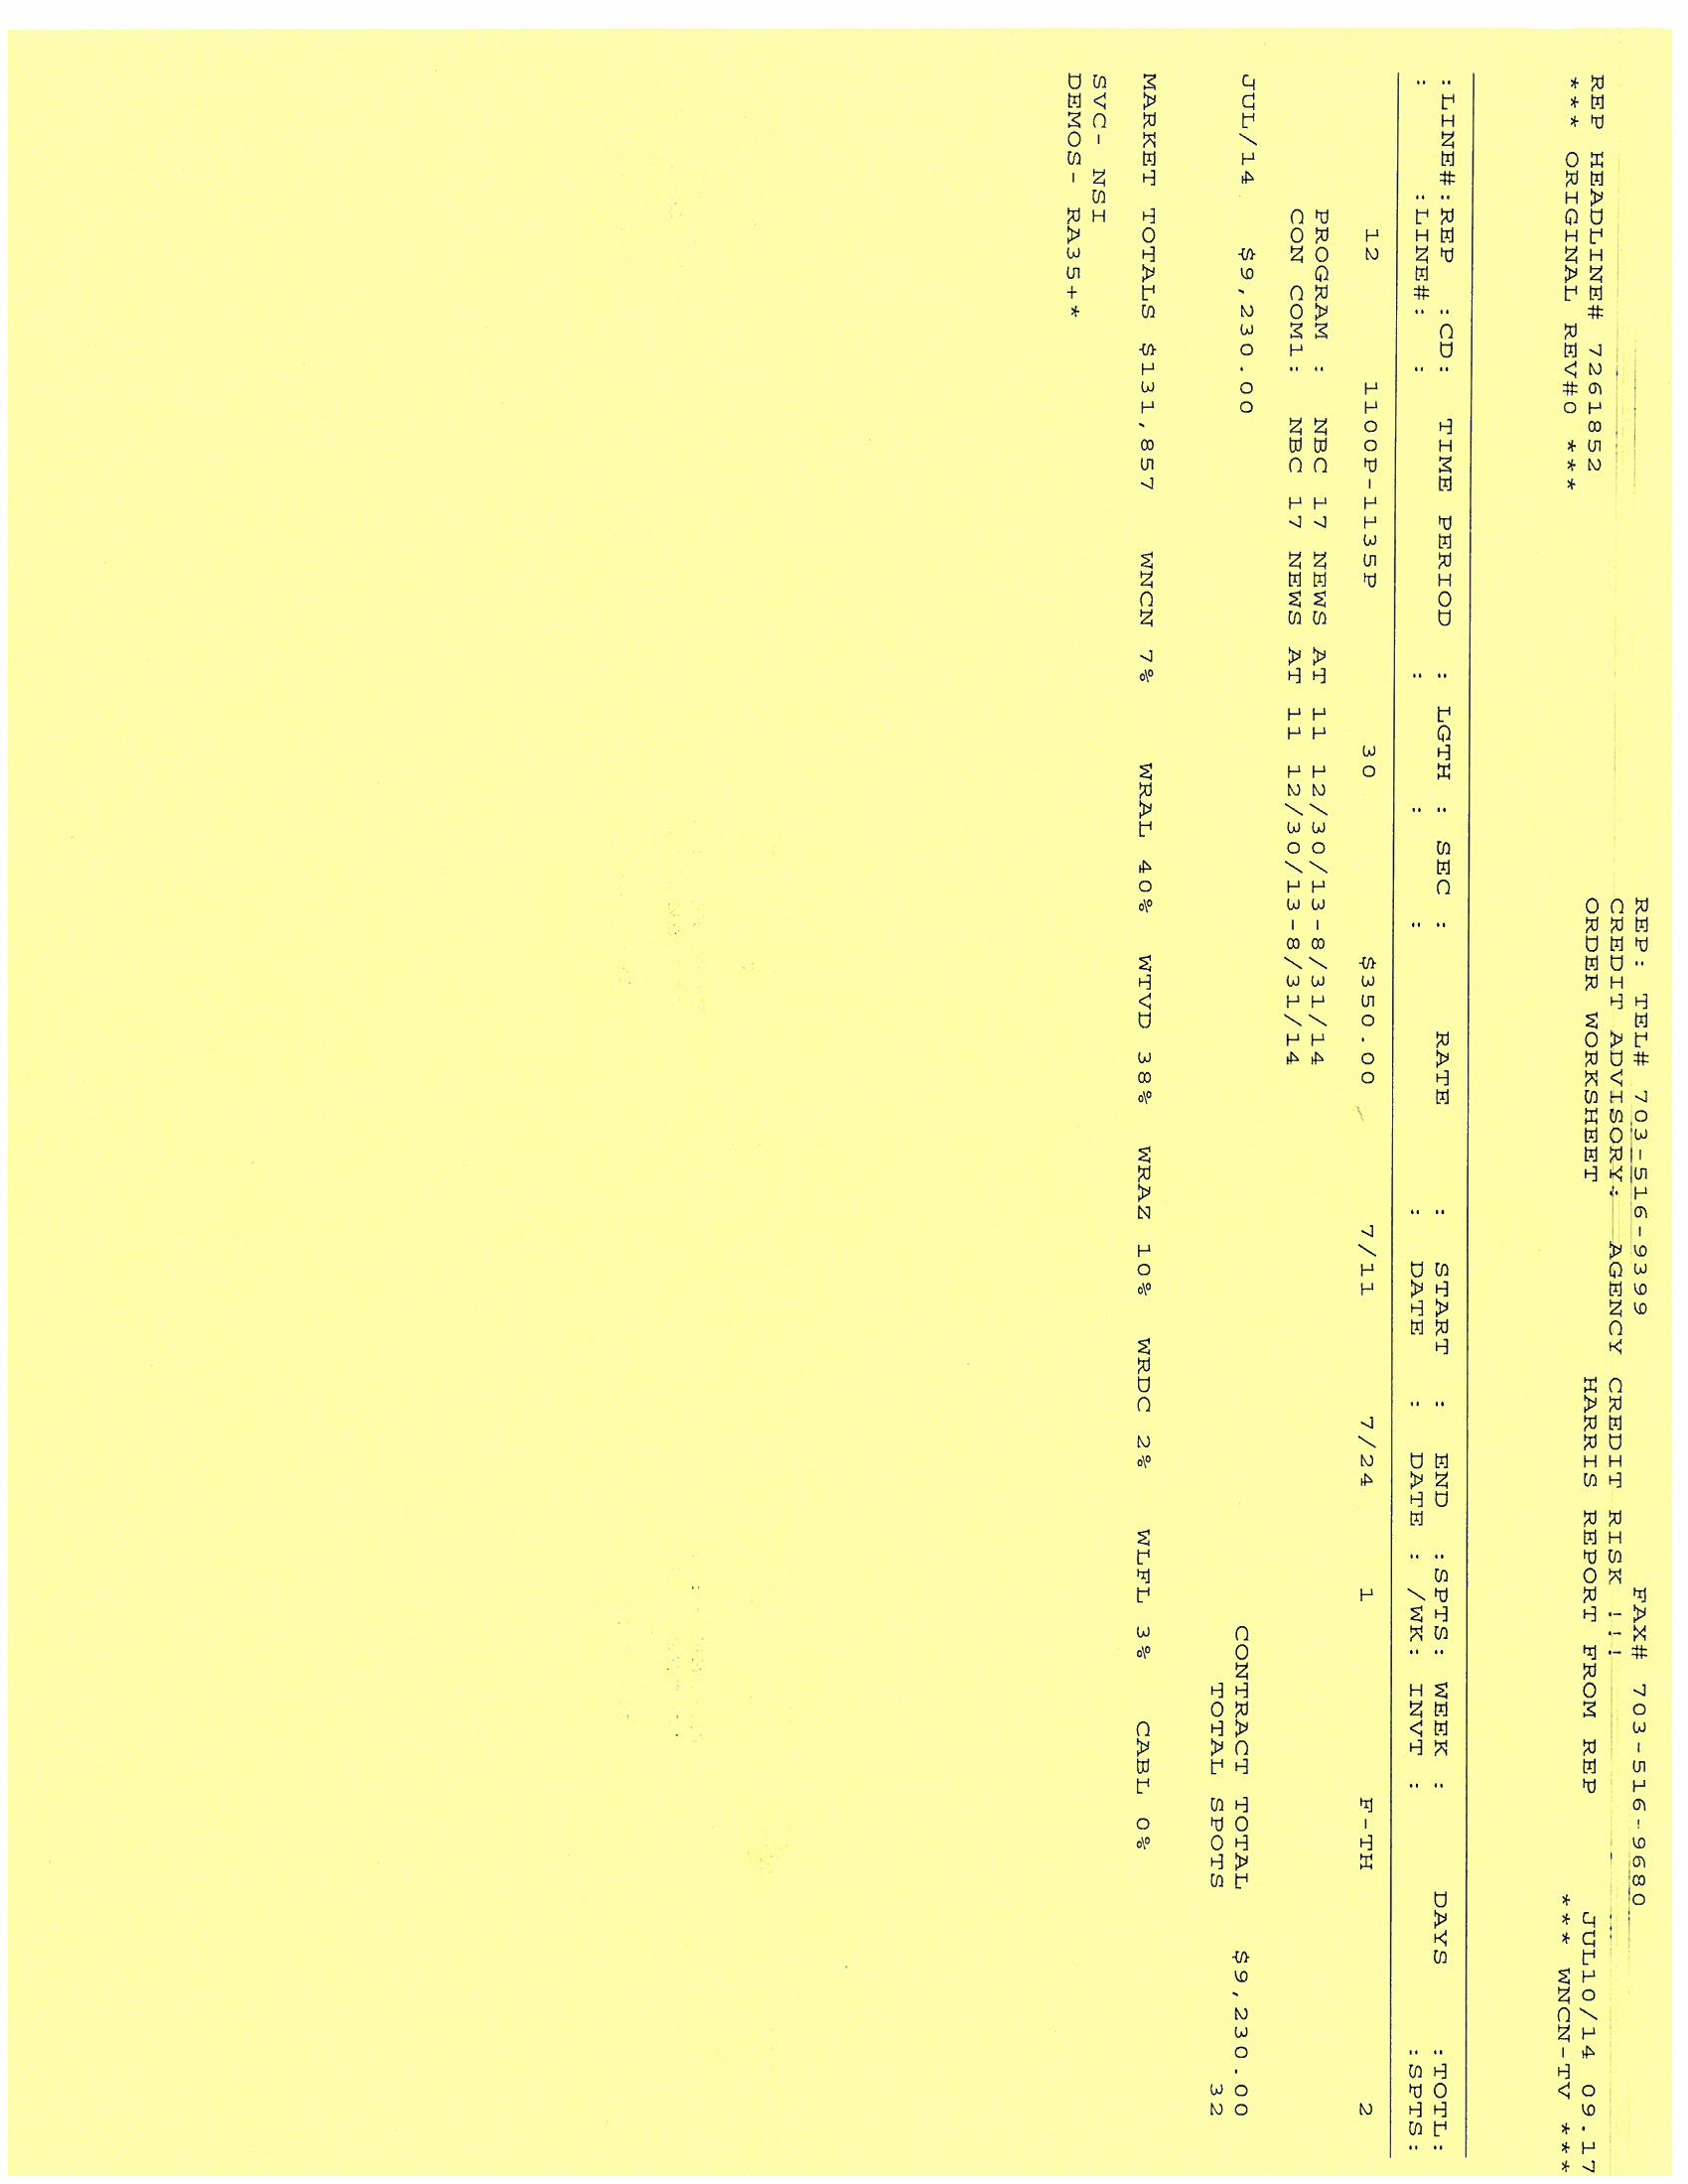 REP: TEL# 703-516-9399 FAX# 703-516-9680
CREDIT ADVISORY: AGENCY CREDIT RISK !!!
REP HEADLINE# 7261852 ORDER WORKSHEET HARRIS REPORT FROM REP JUL10/14 09.17
*** ORIGINAL REV#0 *** *** WNCN-TV ***
:LINE#:REP :CD: TIME PERIOD : LGTH : SEC : RATE : START : END :SPTS: WEEK : DAYS :TOTL:
: :LINE#: : : : : : DATE : DATE : /WK: INVT : :SPTS:
12 1100P-1135P 30 $350.00 7/11 7/24 1 F-TH 2
PROGRAM : NBC 17 NEWS AT 11 12/30/13-8/31/14
CON COM1: NBC 17 NEWS AT 11 12/30/13-8/31/14
JUL/14 $9,230.00 CONTRACT TOTAL $9,230.00
TOTAL SPOTS 32
MARKET TOTALS $131,857 WNCN 7% WRAL 40% WTVD 38% WRAZ 10% WRDC 2% WLFL 3% CABL 0%
SVC- NSI
DEMOS- RA35+*